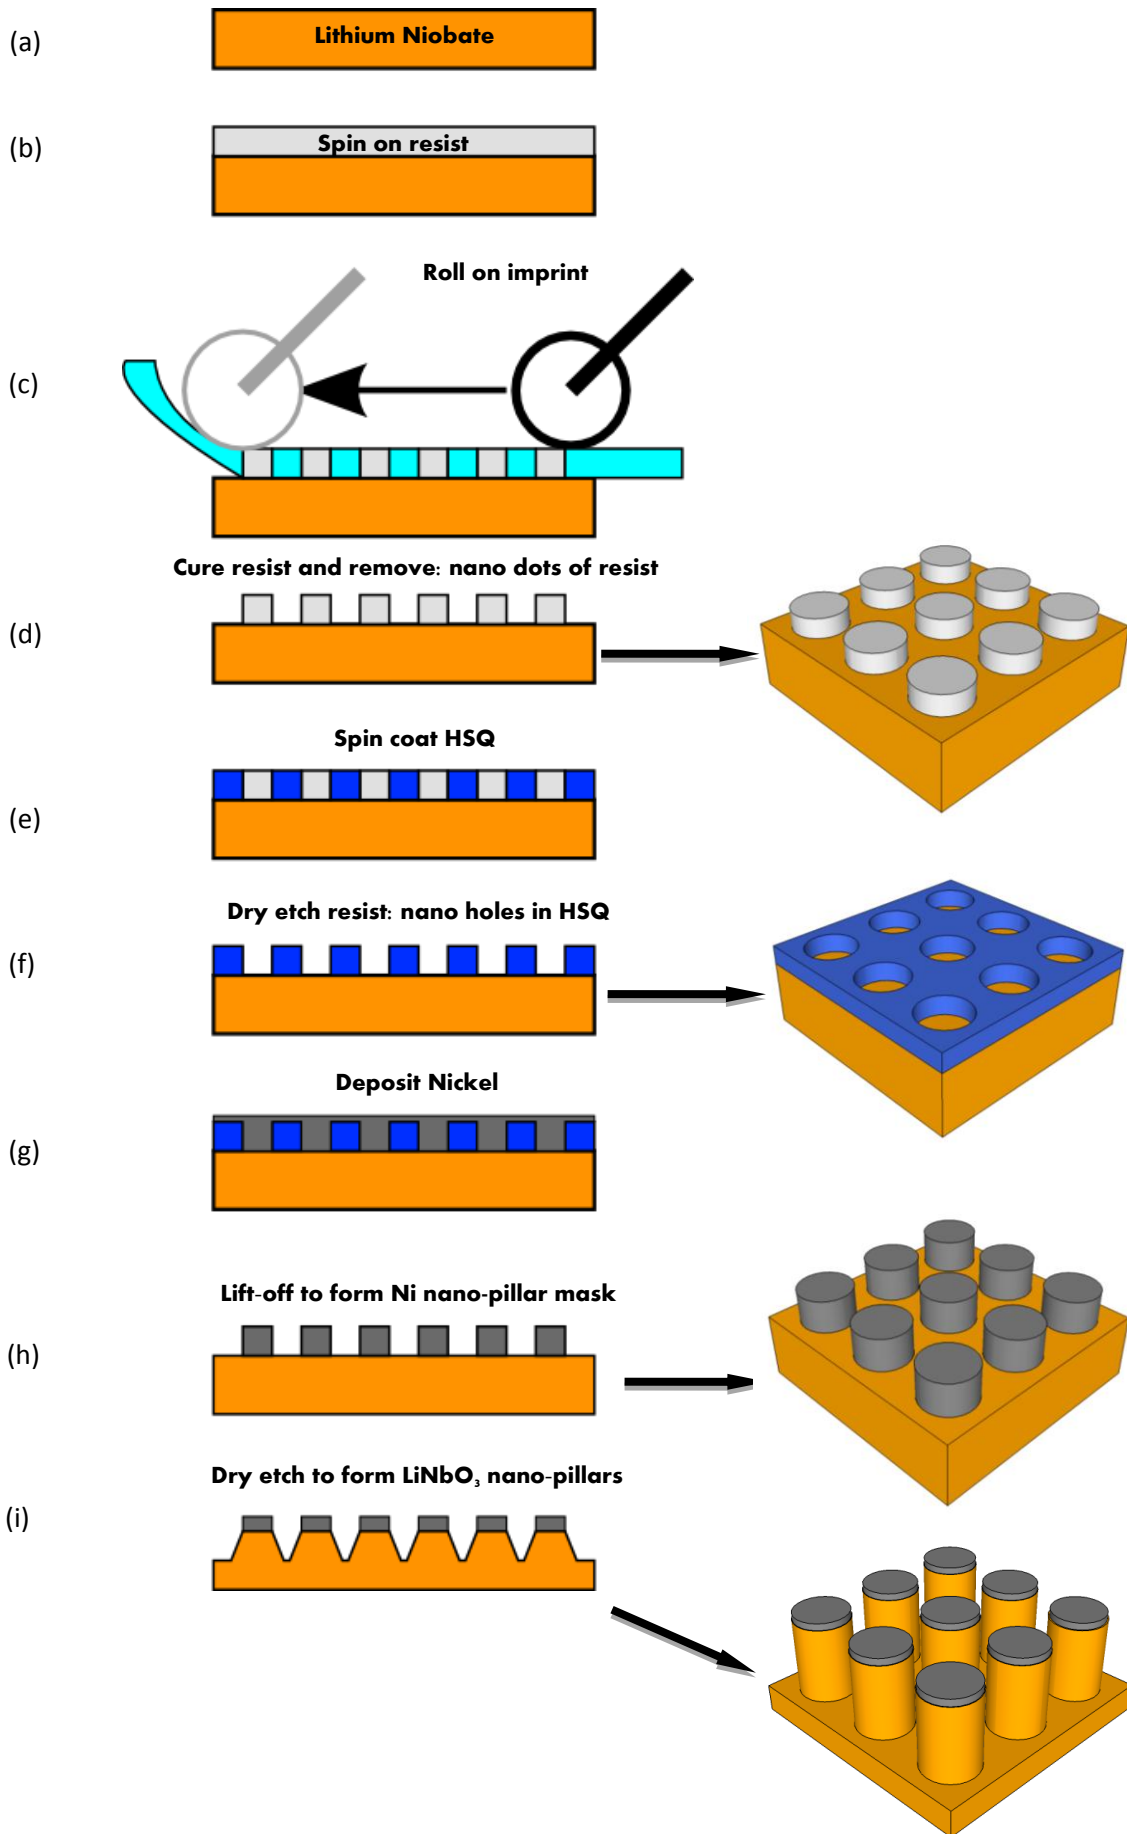 (a)
Lithium Niobate
(b)
Spin on resist
Roll on imprint
(c)
Cure resist and remove: nano dots of resist
(d)
Spin coat HSQ
(e)
Dry etch resist: nano holes in HSQ
(f)
Deposit Nickel
(g)
Lift-off to form Ni nano-pillar mask
(h)
Dry etch to form LiNbO₃ nano-pillars
(i)